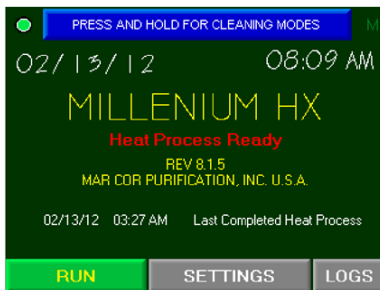 PRESS AND HOLD FOR CLEANING MODES
02/13/12 08:09 AM
MILLENIUM HX
Heat Process Ready
REV 8.1.5
MAR COR PURIFICATION, INC. U.S.A.
02/13/12 03:27 AM Last Completed Heat Process
RUN SETTINGS LOGS